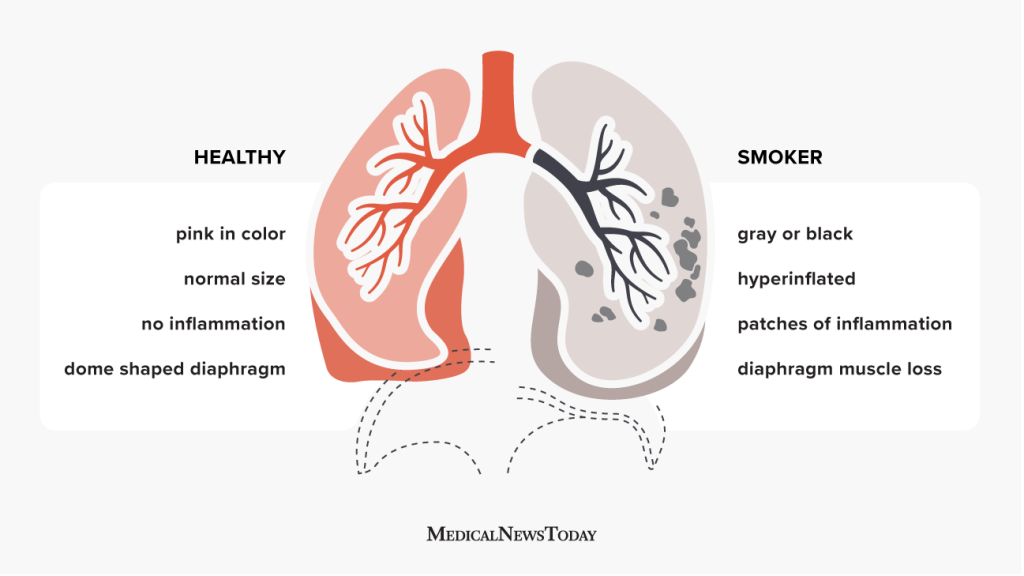 HEALTHY
pink in color
normal size
no inflammation
dome shaped diaphragm
SMOKER
gray or black
hyperinflated
patches of inflammation
diaphragm muscle loss
MEDICALNEWSTODAY